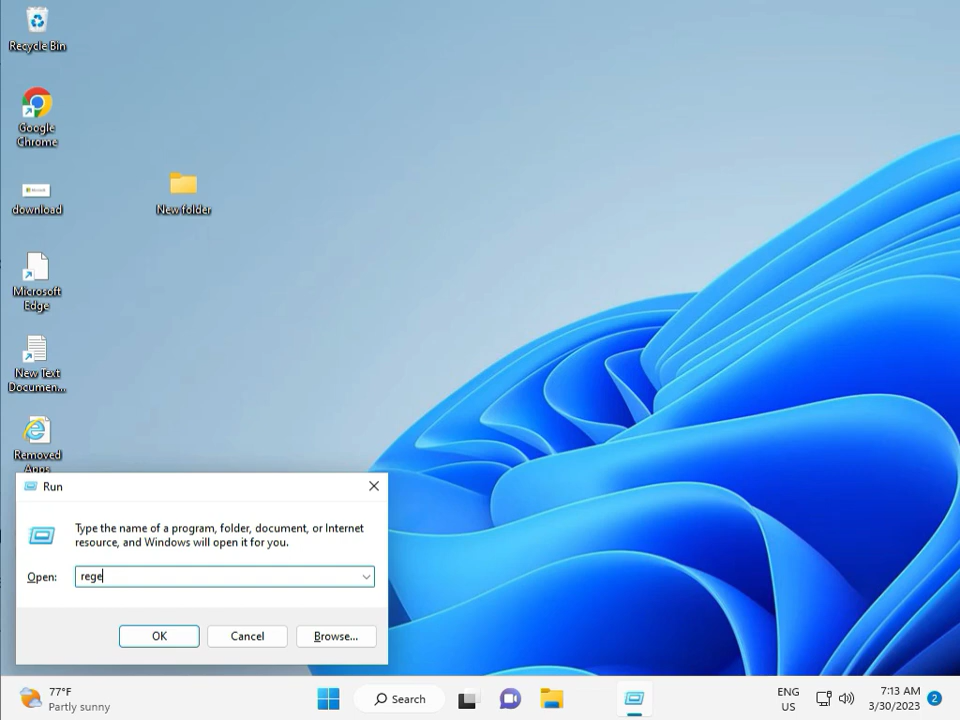 Recycle Bin
Google
Chrome
download
New folder
Microsoft
Edge
New Text
Documen...
Removed
Apps
Run
Type the name of a program, folder, document, or Internet
resource, and Windows will open it for you.
Open:
rege
OK
Cancel
Browse...
77°F
Partly sunny
Search
ENG
US
7:13 AM
3/30/2023
2